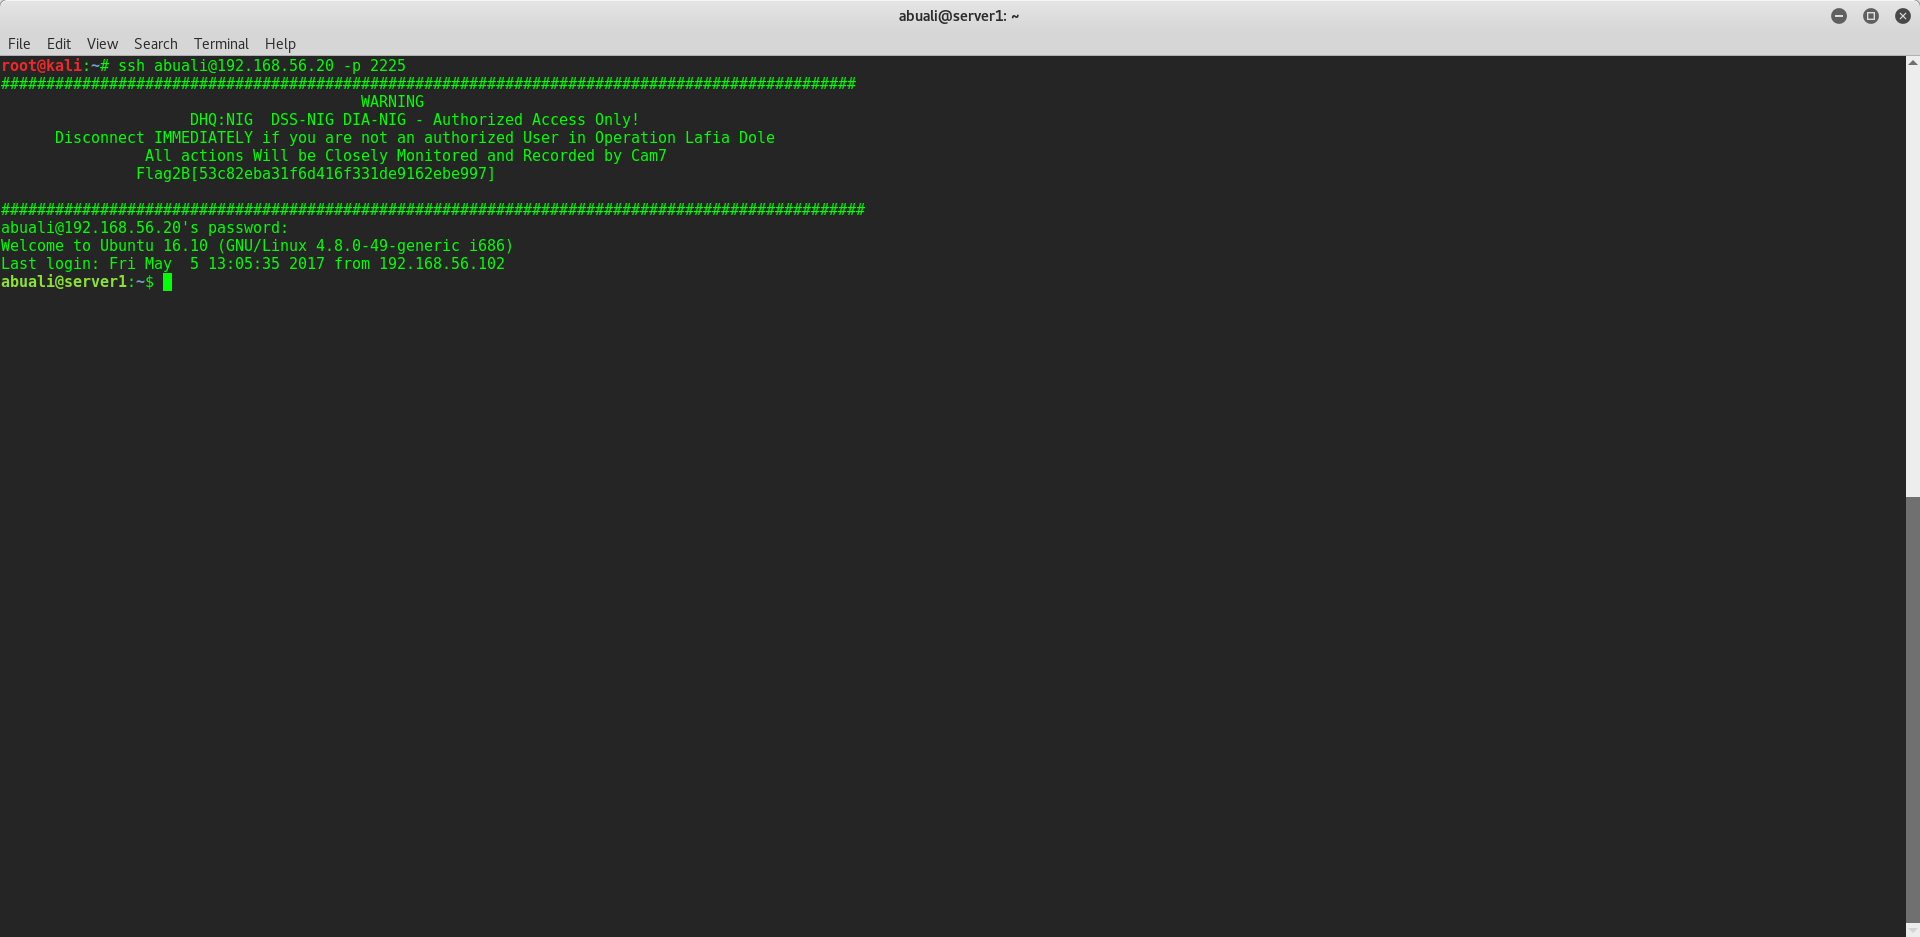 abuali@server1: ~
File Edit View Search Terminal Help
root@kali:~# ssh abuali@192.168.56.20 -p 2225
###############################################################################################
WARNING
DHQ:NIG  DSS-NIG DIA-NIG - Authorized Access Only!
Disconnect IMMEDIATELY if you are not an authorized User in Operation Lafia Dole
All actions Will be Closely Monitored and Recorded by Cam7
Flag2B[53c82eba31f6d416f331de9162ebe997]
################################################################################################
abuali@192.168.56.20's password:
Welcome to Ubuntu 16.10 (GNU/Linux 4.8.0-49-generic i686)
Last login: Fri May  5 13:05:35 2017 from 192.168.56.102
abuali@server1:~$